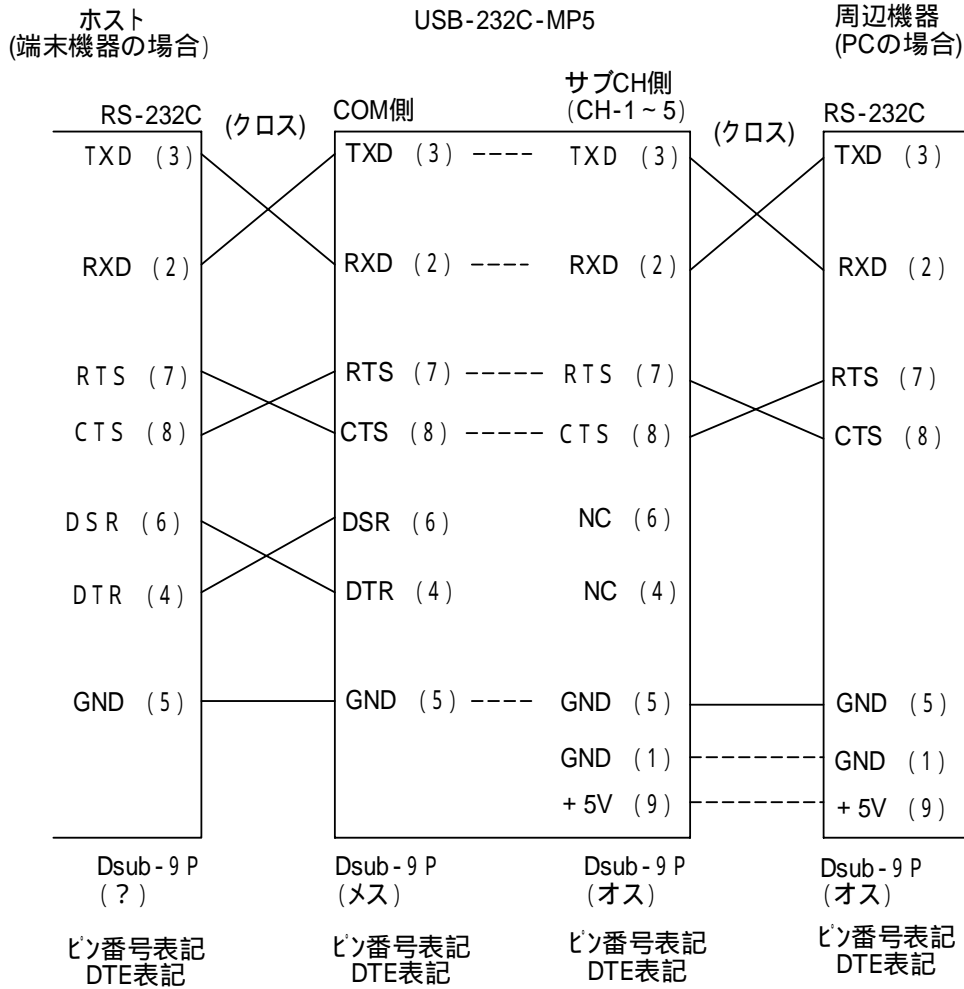 ホスト
(端末機器の場合)
USB-232C-MP5
周辺機器
(PCの場合)
RS-232C
(クロス)
COM側
サブCH側
(CH-1~5)
(クロス)
RS-232C
TXD (3)
TXD (3)
TXD (3)
TXD (3)
RXD (2)
RXD (2)
RXD (2)
RXD (2)
RTS (7)
RTS (7)
RTS (7)
RTS (7)
CTS (8)
CTS (8)
CTS (8)
CTS (8)
DSR (6)
DSR (6)
NC (6)
DTR (4)
DTR (4)
NC (4)
GND (5)
GND (5)
GND (5)
GND (5)
GND (1)
GND (1)
+5V (9)
+5V (9)
Dsub-9P
(?)
ピン番号表記
DTE表記
Dsub-9P
(メス)
ピン番号表記
DTE表記
Dsub-9P
(オス)
ピン番号表記
DTE表記
Dsub-9P
(オス)
ピン番号表記
DTE表記